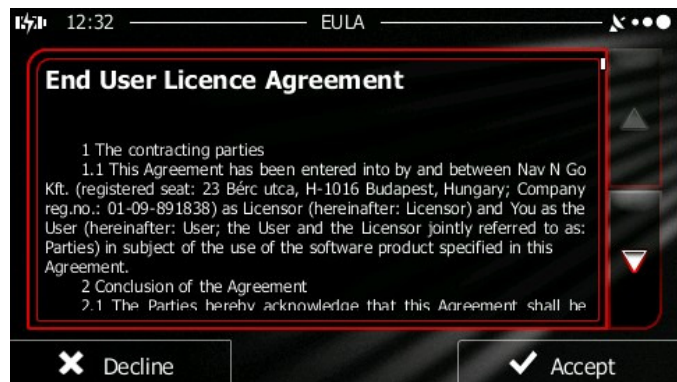 12:32
EULA
End User Licence Agreement
1 The contracting parties
1.1 This Agreement has been entered into by and between Nav N Go
Kft. (registered seat: 23 Bérc utca, H-1016 Budapest, Hungary; Company
reg.no.: 01-09-891838) as Licensor (hereinafter: Licensor) and You as the
User (hereinafter: User; the User and the Licensor jointly referred to as:
Parties) in subject of the use of the software product specified in this
Agreement.
2 Conclusion of the Agreement
2.1 The Parties hereby acknowledge that this Agreement shall be
Decline
Accept